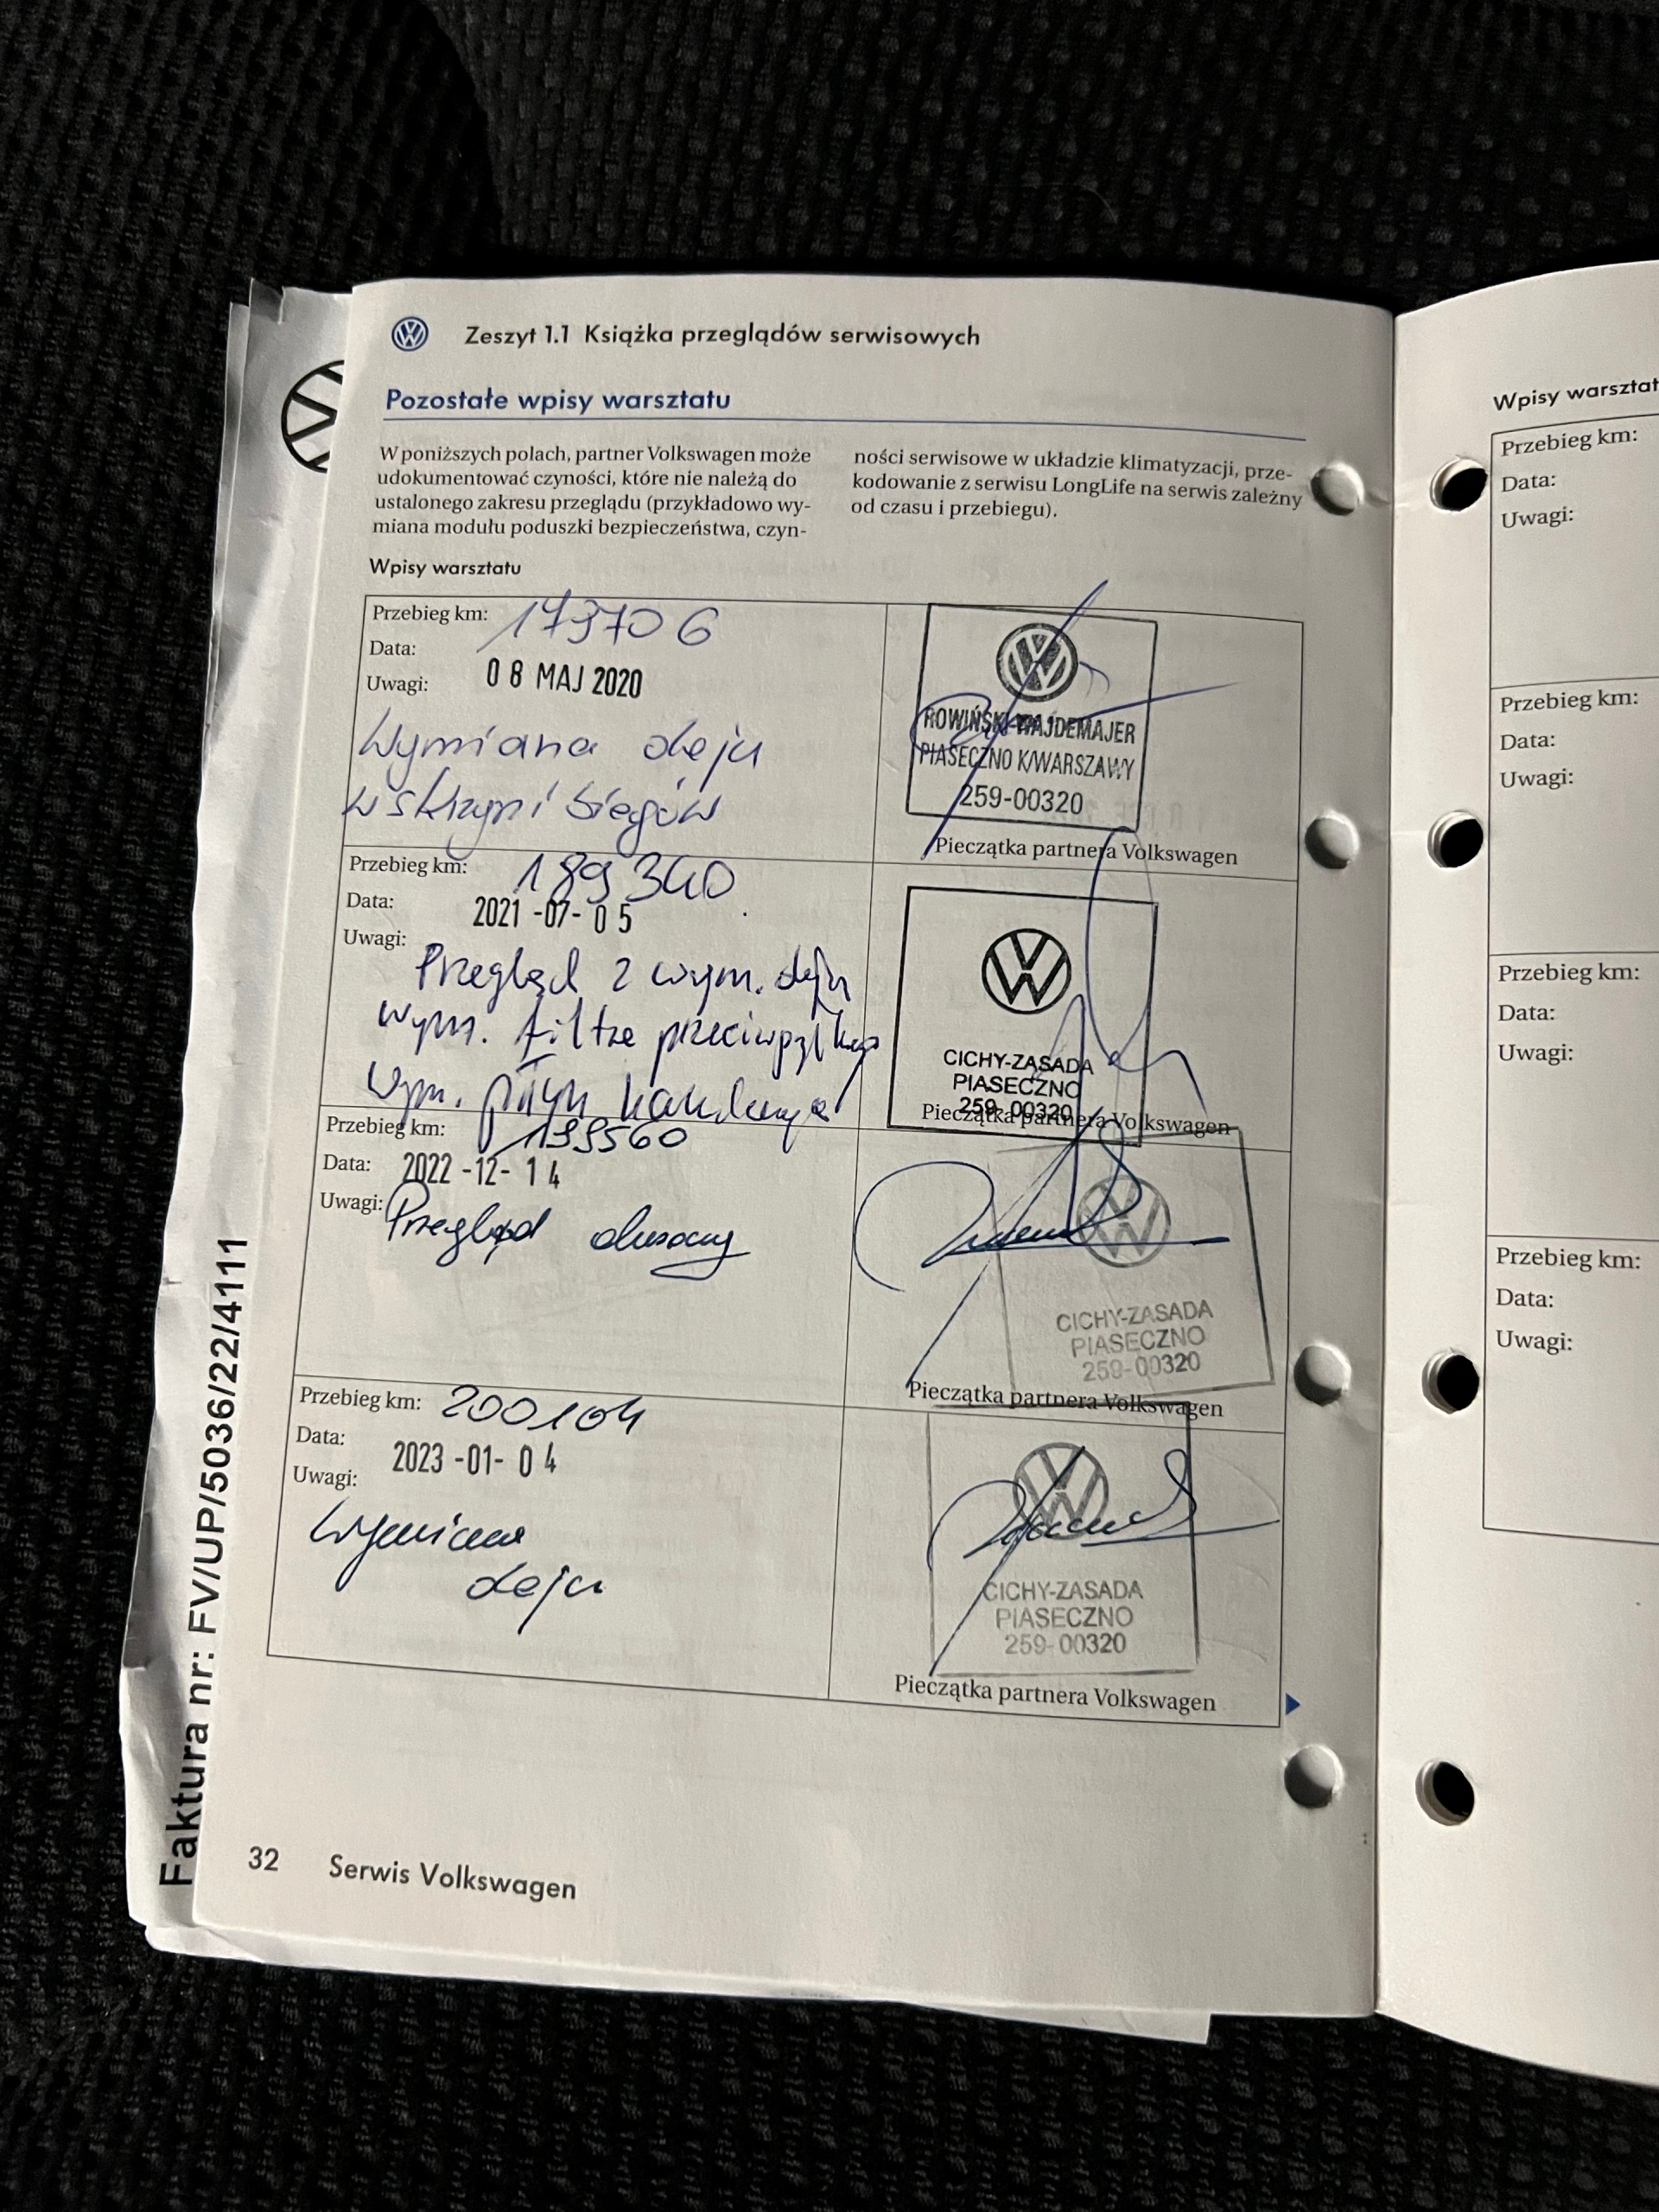 Zeszyt 1.1 Książka przeglądów serwisowych
Pozostałe wpisy warsztatu
W poniższych polach, partner Volkswagen może
udokumentować czyności, które nie należą do
ustalonego zakresu przeglądu (przykładowo wy-
miana modułu poduszki bezpieczeństwa, czyn-
ności serwisowe w układzie klimatyzacji, prze-
kodowanie z serwisu LongLife na serwis zależny
od czasu i przebiegu).
Wpisy warsztatu
Przebieg km: 173706
Data:
Uwagi: 08 MAJ 2020
Wymiana oleju
w skrzyni biegów
ROWIŃSKI WAJDEMAJER
PIASECZNO K/WARSZAWY
259-00320
Pieczątka partnera Volkswagen
Przebieg km: 189340
Data: 2021-07-05
Uwagi:
Przegląd z wym. oleju
wym. filtra przeciwpyłkow
wym. płyn
CICHY-ZASADA
PIASECZNO
259-00320
Pieczątka partnera Volkswagen
Przebieg km: 199560
Data: 2022-12-14
Uwagi: Przegląd okresowy
CICHY-ZASADA
PIASECZNO
259-00320
Pieczątka partnera Volkswagen
Przebieg km: 200104
Data: 2023-01-04
Uwagi:
Wymiana
oleju
CICHY-ZASADA
PIASECZNO
259-00320
Pieczątka partnera Volkswagen
32 Serwis Volkswagen
Faktura nr: FV/UP/5036/22/4111
Wpisy warsztat
Przebieg km:
Data:
Uwagi:
Przebieg km:
Data:
Uwagi:
Przebieg km:
Data:
Uwagi:
Przebieg km:
Data:
Uwagi: